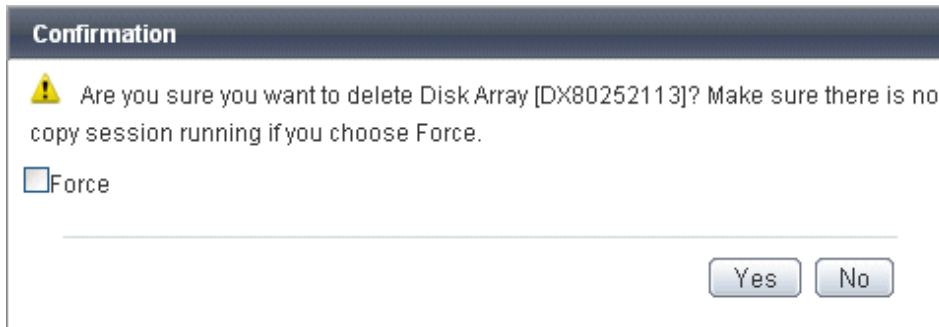 Confirmation
Are you sure you want to delete Disk Array [DX80252113]? Make sure there is no
copy session running if you choose Force.
Force
Yes No